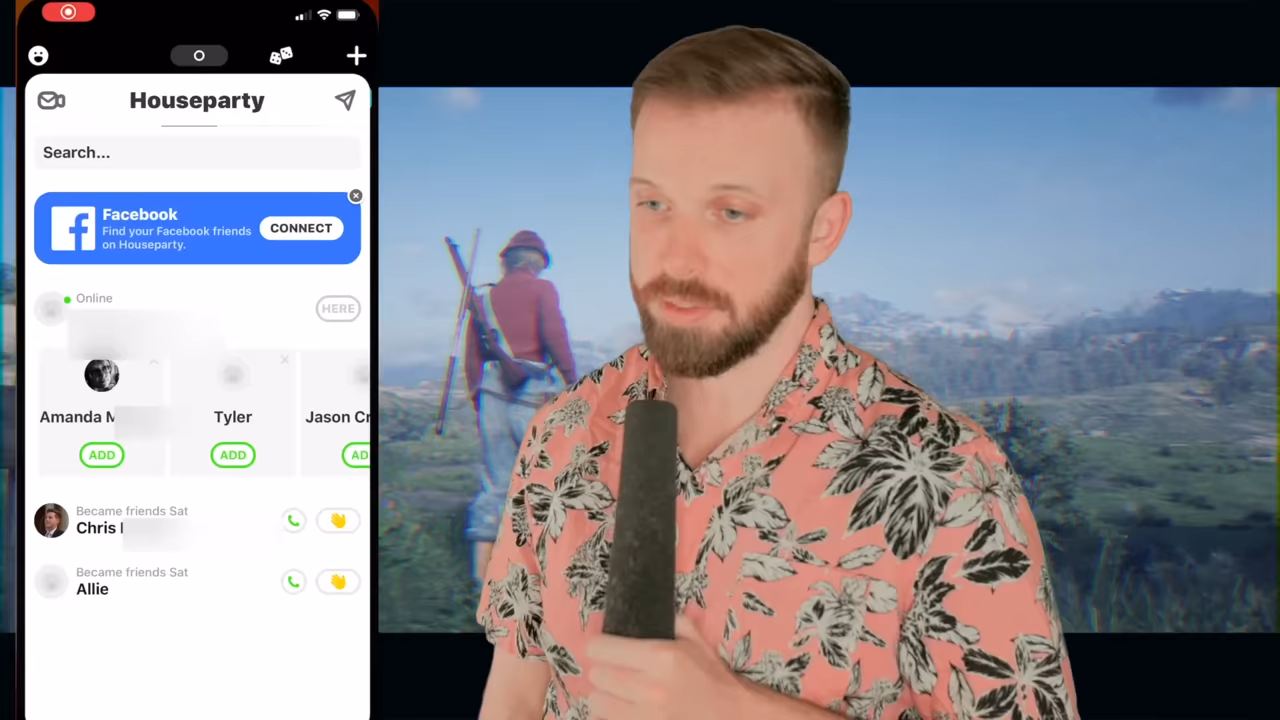 Houseparty
Search...
Facebook
Find your Facebook friends
on Houseparty.
CONNECT
Online
HERE
Amanda
Tyler
Jason
ADD
ADD
AD
Became friends Sat
Chris
Became friends Sat
Allie